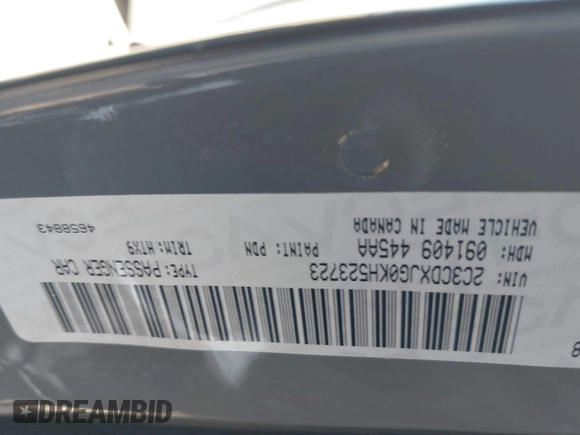 VIN: 2C3CDXJG0KH523723
TYPE: PASSENGER CAR
MDH: 091409 445AA
PAINT: PDN
TRIM: HTX9
VEHICLE MADE IN CANADA
4658843
DREAMBID